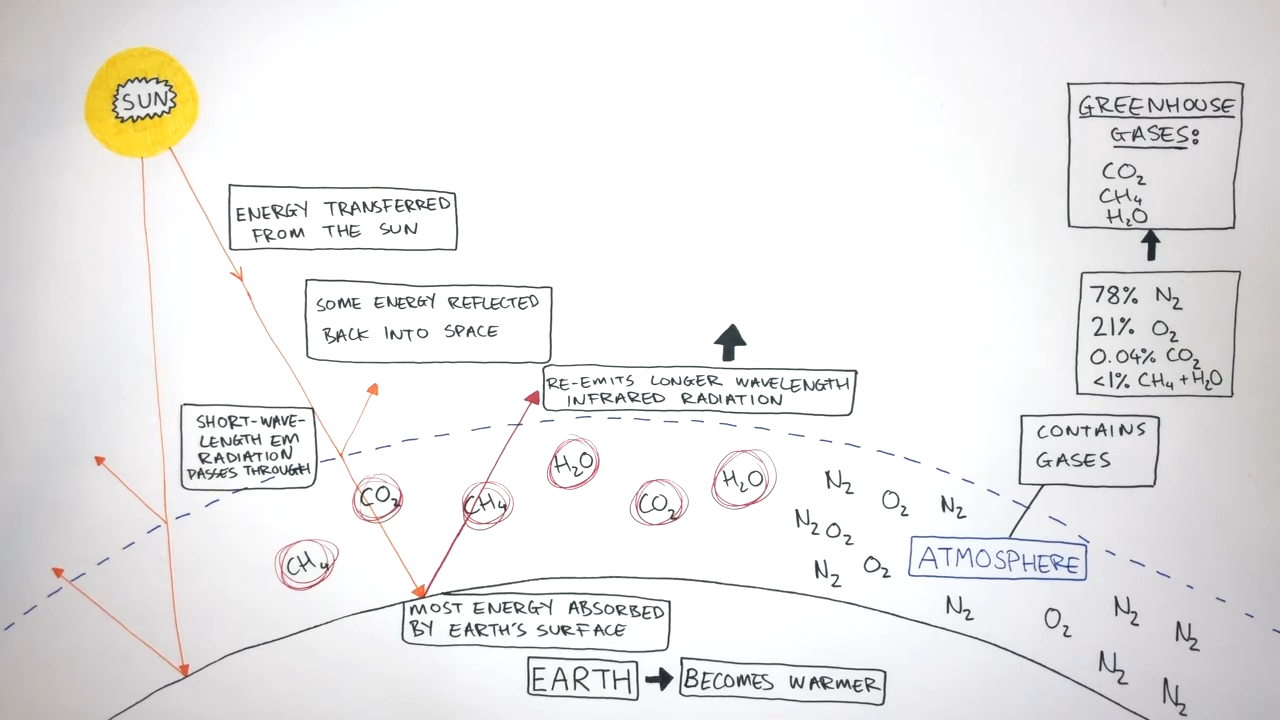 SUN
ENERGY TRANSFERRED
FROM THE SUN
SOME ENERGY REFLECTED
BACK INTO SPACE
RE-EMITS LONGER WAVELENGTH
INFRARED RADIATION
SHORT-WAVE-
LENGTH EM
RADIATION
PASSES THROUGH
CO₂
CH₄
H₂O
CO₂
H₂O
CH₄
MOST ENERGY ABSORBED
BY EARTH'S SURFACE
EARTH
BECOMES WARMER
GREENHOUSE
GASES:
CO₂
CH₄
H₂O
78% N₂
21% O₂
0.04% CO₂
<1% CH₄ + H₂O
CONTAINS
GASES
ATMOSPHERE
N₂
O₂
N₂
N₂
O₂
N₂
O₂
N₂
O₂
N₂
N₂
N₂
N₂